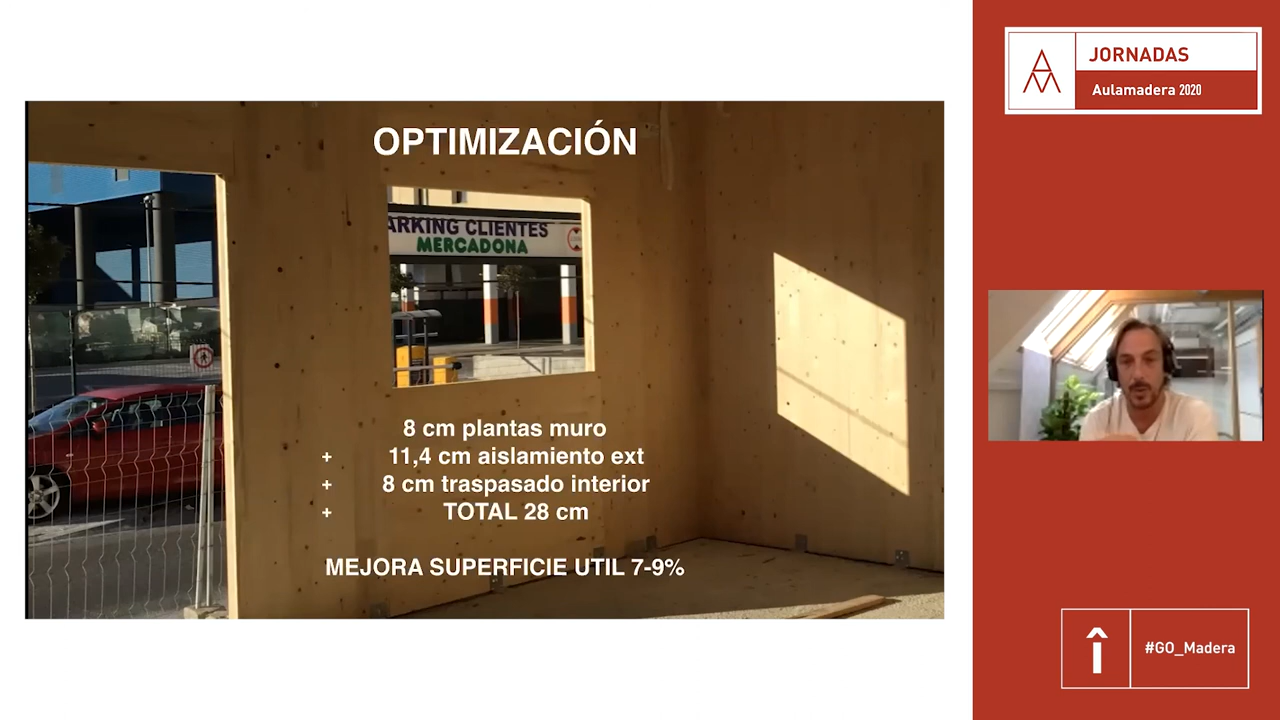 OPTIMIZACIÓN
ARKING CLIENTES
MERCADONA
8 cm plantas muro
+ 11,4 cm aislamiento ext
+ 8 cm traspasado interior
+ TOTAL 28 cm
MEJORA SUPERFICIE UTIL 7-9%
JORNADAS
Aulamadera 2020
#GO_Madera